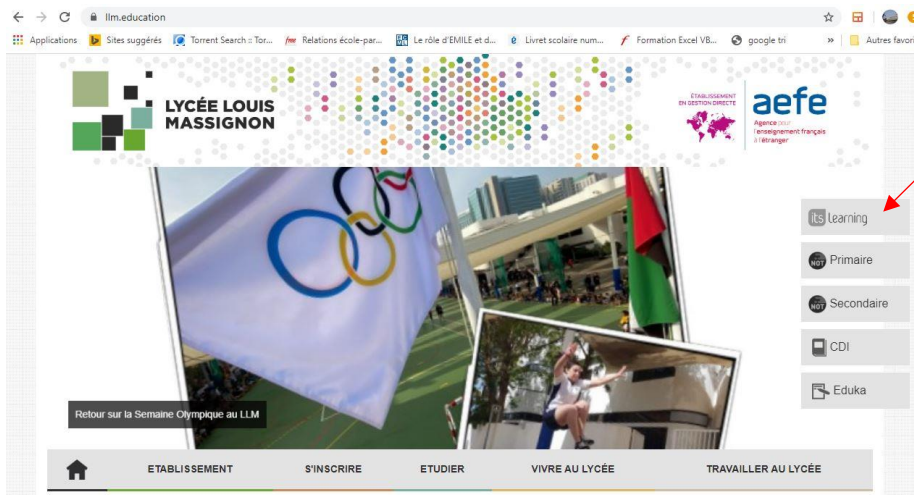 llm.education
Applications
Sites suggérés
Torrent Search :: Tor...
Relations école-par...
Le rôle d'EMILE et d...
Livret scolaire num...
Formation Excel VB...
google tri
»
Autres favori
LYCÉE LOUIS
MASSIGNON
ÉTABLISSEMENT
EN GESTION DIRECTE
aefe
Agence pour
l'enseignement français
à l'étranger
its learning
NOT Primaire
NOT Secondaire
CDI
Eduka
Retour sur la Semaine Olympique au LLM
ETABLISSEMENT
S'INSCRIRE
ETUDIER
VIVRE AU LYCÉE
TRAVAILLER AU LYCÉE